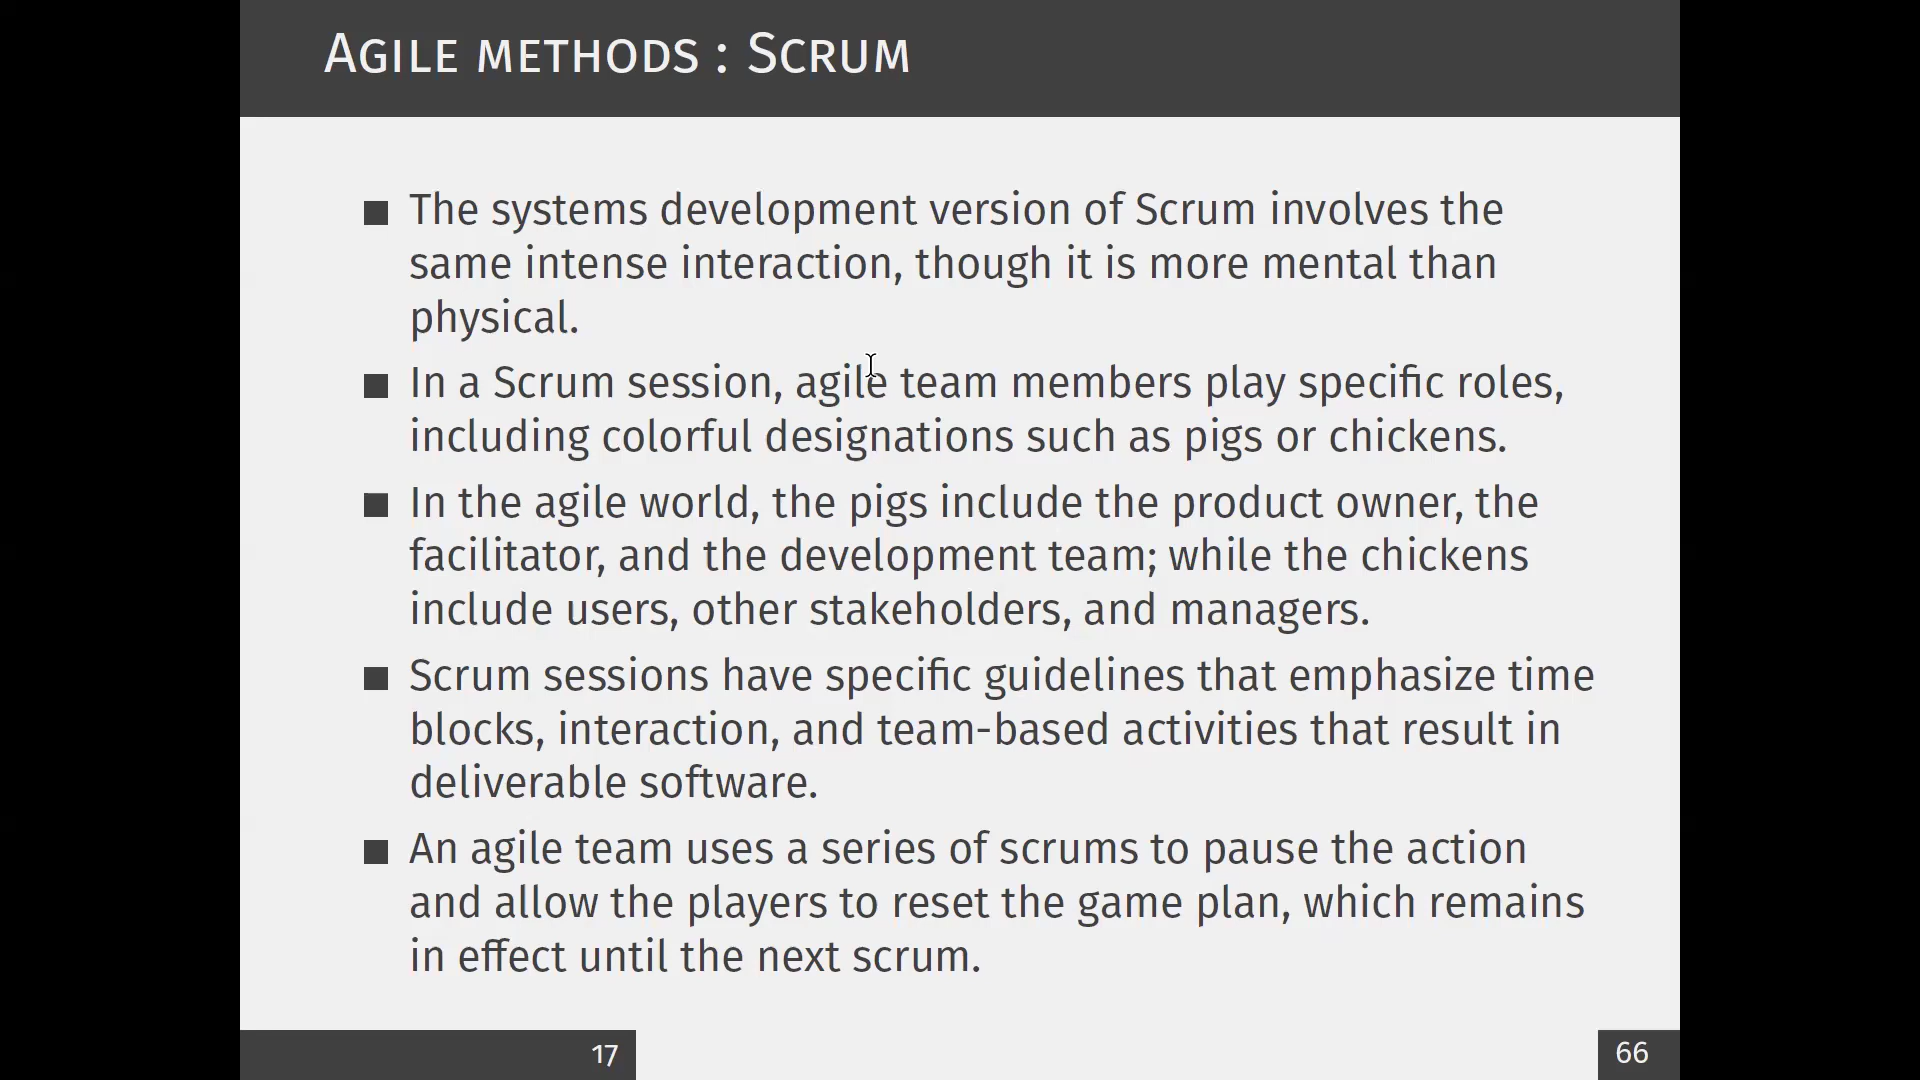 Agile methods : Scrum
■ The systems development version of Scrum involves the
same intense interaction, though it is more mental than
physical.
■ In a Scrum session, agile team members play specific roles,
including colorful designations such as pigs or chickens.
■ In the agile world, the pigs include the product owner, the
facilitator, and the development team; while the chickens
include users, other stakeholders, and managers.
■ Scrum sessions have specific guidelines that emphasize time
blocks, interaction, and team-based activities that result in
deliverable software.
■ An agile team uses a series of scrums to pause the action
and allow the players to reset the game plan, which remains
in effect until the next scrum.
17
66